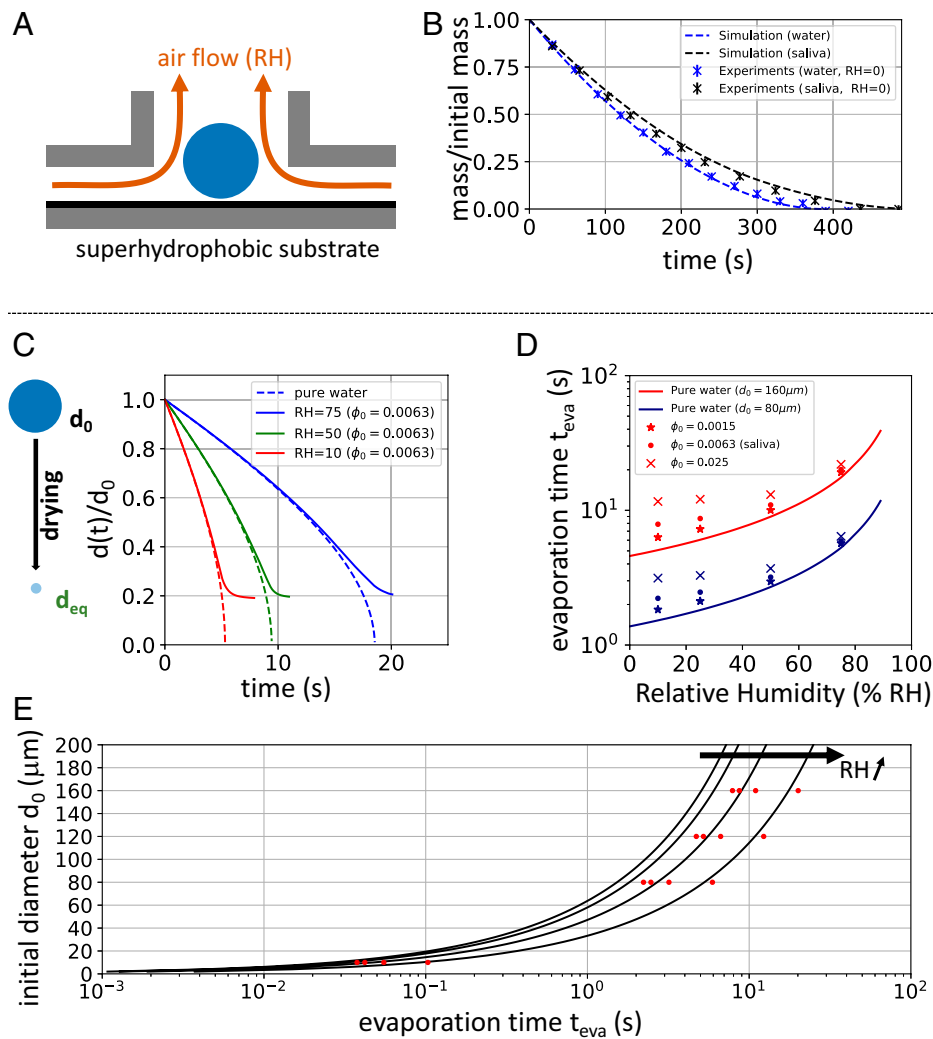 A
air flow (RH)
superhydrophobic substrate
B
mass/initial mass
1.00
0.75
0.50
0.25
0.00
0
100
200
300
400
time (s)
Simulation (water)
Simulation (saliva)
Experiments (water, RH=0)
Experiments (saliva, RH=0)
C
d₀
drying
d_eq
d(t)/d₀
1.0
0.8
0.6
0.4
0.2
0.0
0
10
20
time (s)
pure water
RH=75 (ϕ₀ = 0.0063)
RH=50 (ϕ₀ = 0.0063)
RH=10 (ϕ₀ = 0.0063)
D
evaporation time t_eva (s)
10²
10¹
10⁰
0
20
40
60
80
100
Relative Humidity (% RH)
Pure water (d₀ = 160μm)
Pure water (d₀ = 80μm)
ϕ₀ = 0.0015
ϕ₀ = 0.0063 (saliva)
ϕ₀ = 0.025
E
initial diameter d₀ (μm)
200
180
160
140
120
100
80
60
40
20
0
RH
10⁻³
10⁻²
10⁻¹
10⁰
10¹
10²
evaporation time t_eva (s)